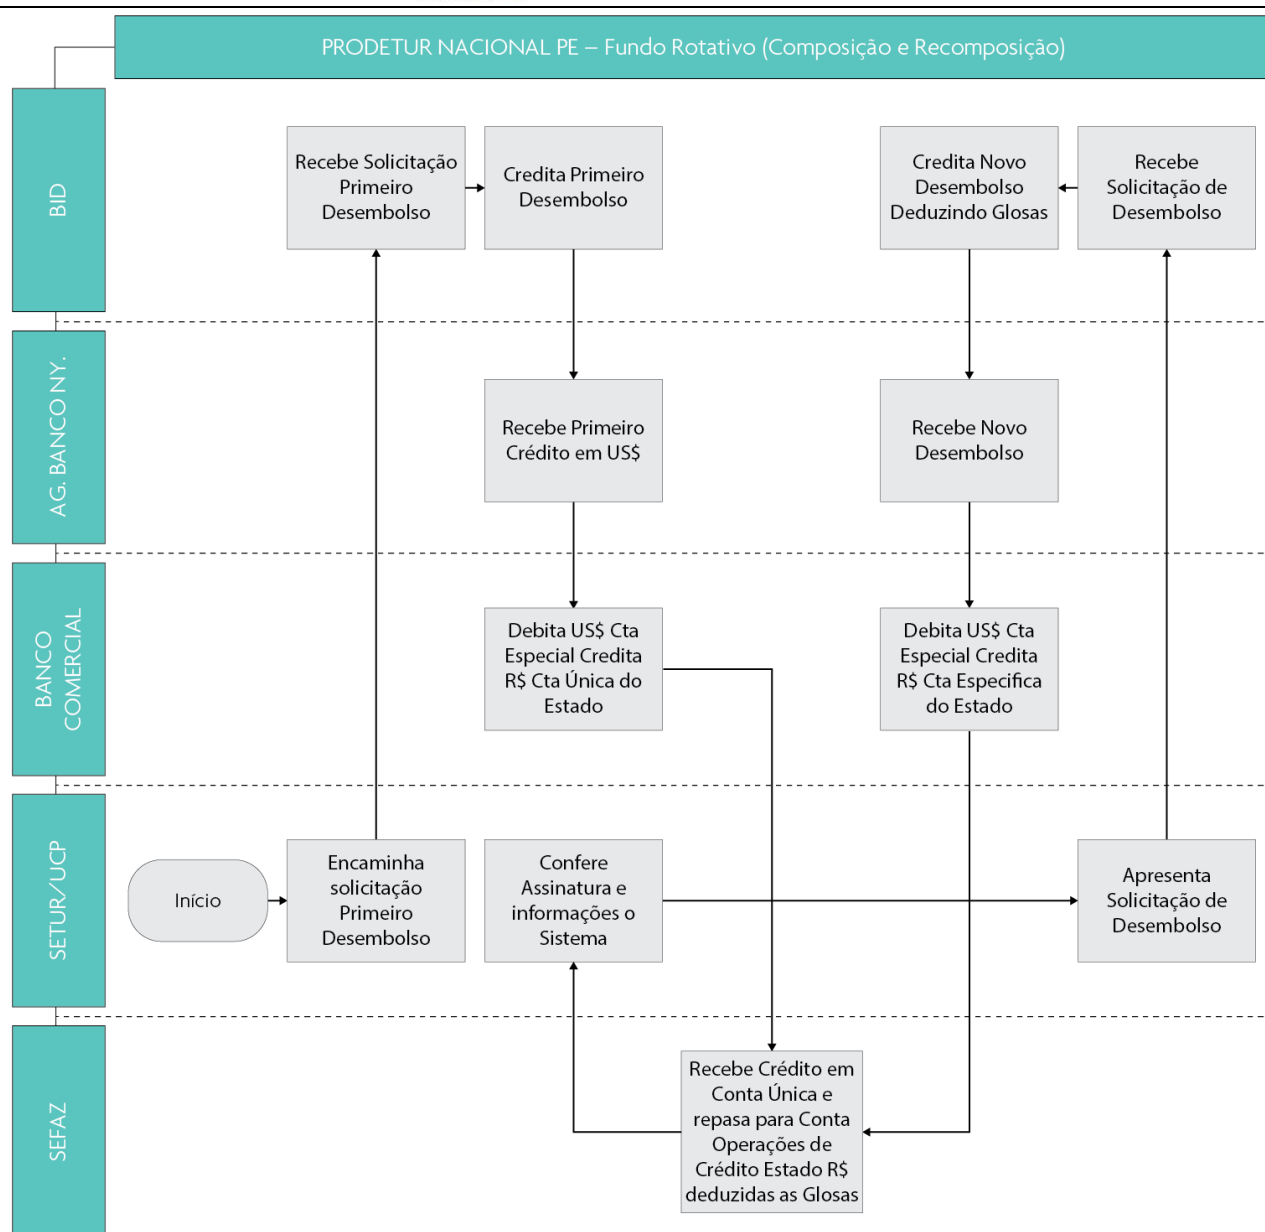 PRODETUR NACIONAL PE – Fundo Rotativo (Composição e Recomposição)
BID
Recebe Solicitação
Primeiro
Desembolso
Credita Primeiro
Desembolso
Credita Novo
Desembolso
Deduzindo Glosas
Recebe
Solicitação de
Desembolso
AG. BANCO NY.
Recebe Primeiro
Crédito em US$
Recebe Novo
Desembolso
BANCO
COMERCIAL
Debita US$ Cta
Especial Credita
R$ Cta Única do
Estado
Debita US$ Cta
Especial Credita
R$ Cta Especifica
do Estado
SETUR/UCP
Início
Encaminha
solicitação
Primeiro
Desembolso
Confere
Assinatura e
informações o
Sistema
Apresenta
Solicitação de
Desembolso
SEFAZ
Recebe Crédito em
Conta Única e
repasa para Conta
Operações de
Crédito Estado R$
deduzidas as Glosas